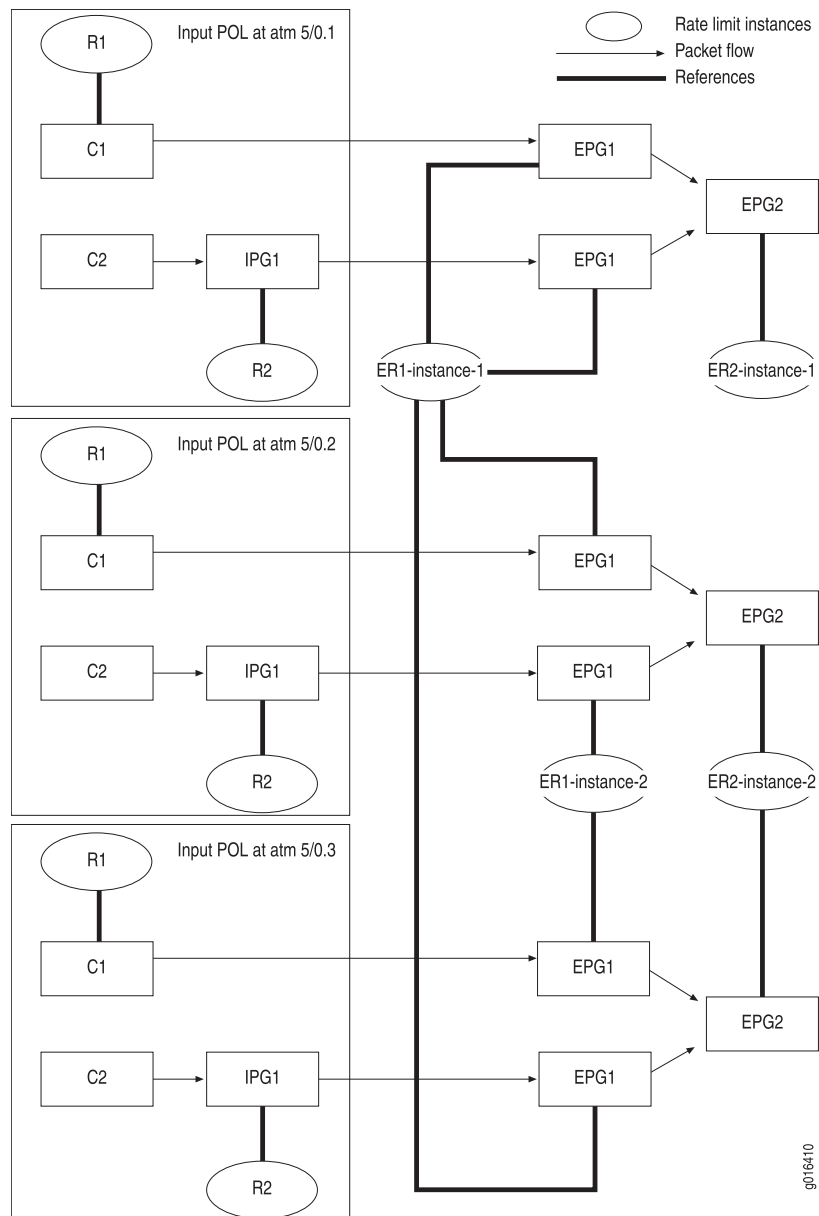 Rate limit instances
Packet flow
References
Input POL at atm 5/0.1
R1
C1
EPG1
EPG2
C2
IPG1
EPG1
R2
ER1-instance-1
ER2-instance-1
Input POL at atm 5/0.2
R1
C1
EPG1
EPG2
C2
IPG1
EPG1
R2
ER1-instance-2
ER2-instance-2
Input POL at atm 5/0.3
R1
C1
EPG1
EPG2
C2
IPG1
EPG1
R2
g016410